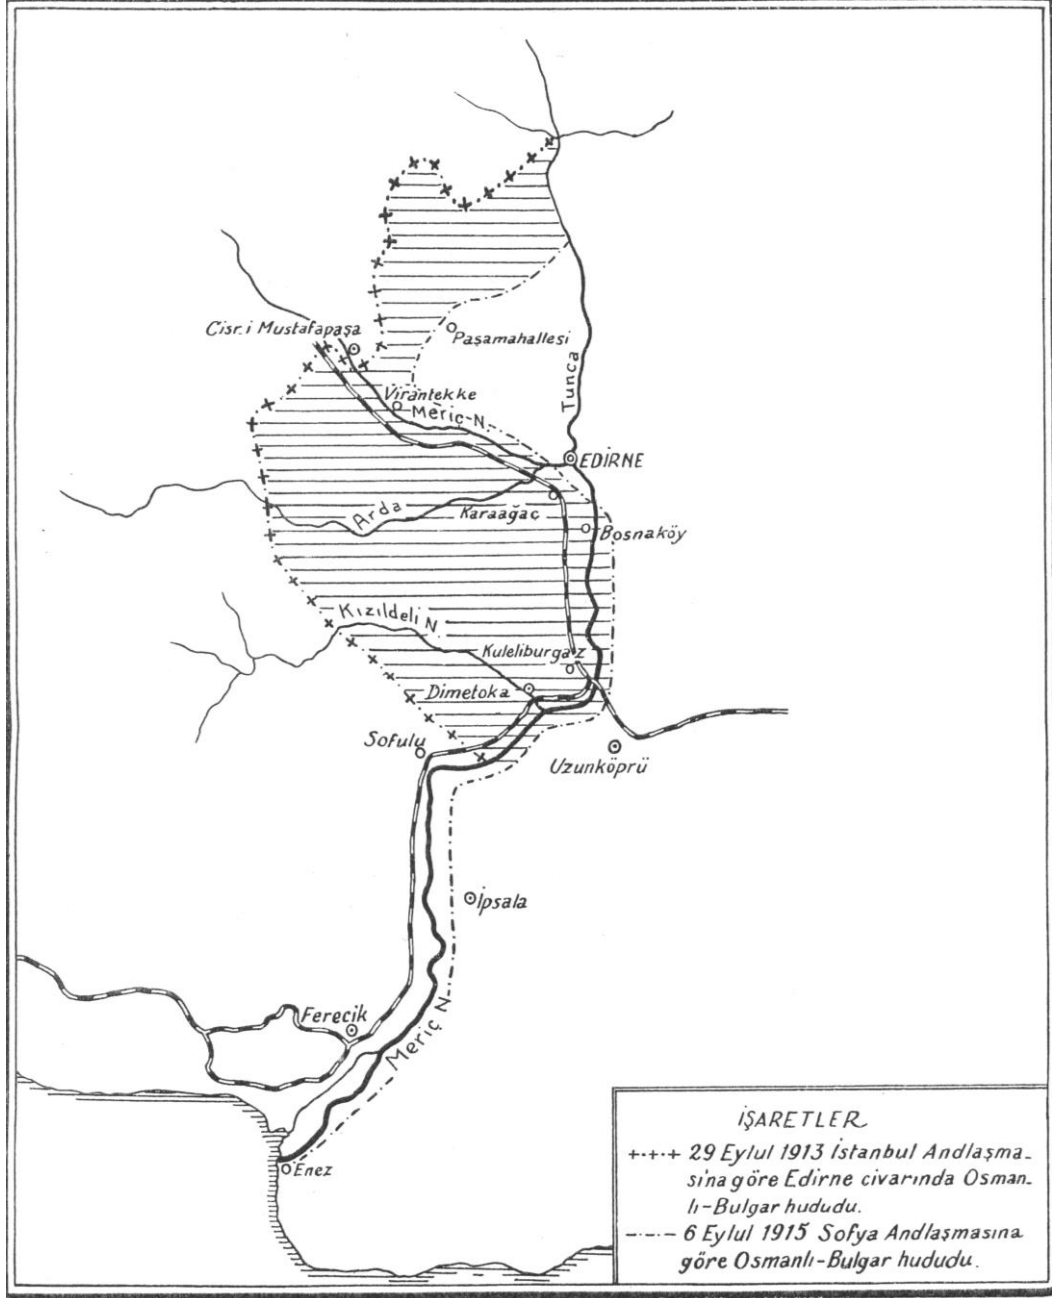 Cisr.i Mustafapaşa
Paşamahallesi
Tunca
Virantekke
Meriç-N
EDİRNE
Arda
Karaağaç
Bosnaköy
Kızıldeli N
Kuleliburgaz
Dimetoka
Sofulu
Uzunköprü
İpsala
Ferecik
Meriç N
Enez
İŞARETLER
+·+·+ 29 Eylul 1913 İstanbul Andlaşma-
sına göre Edirne civarında Osman-
lı-Bulgar hududu.
—·—·— 6 Eylul 1915 Sofya Andlaşmasına
göre Osmanlı-Bulgar hududu.